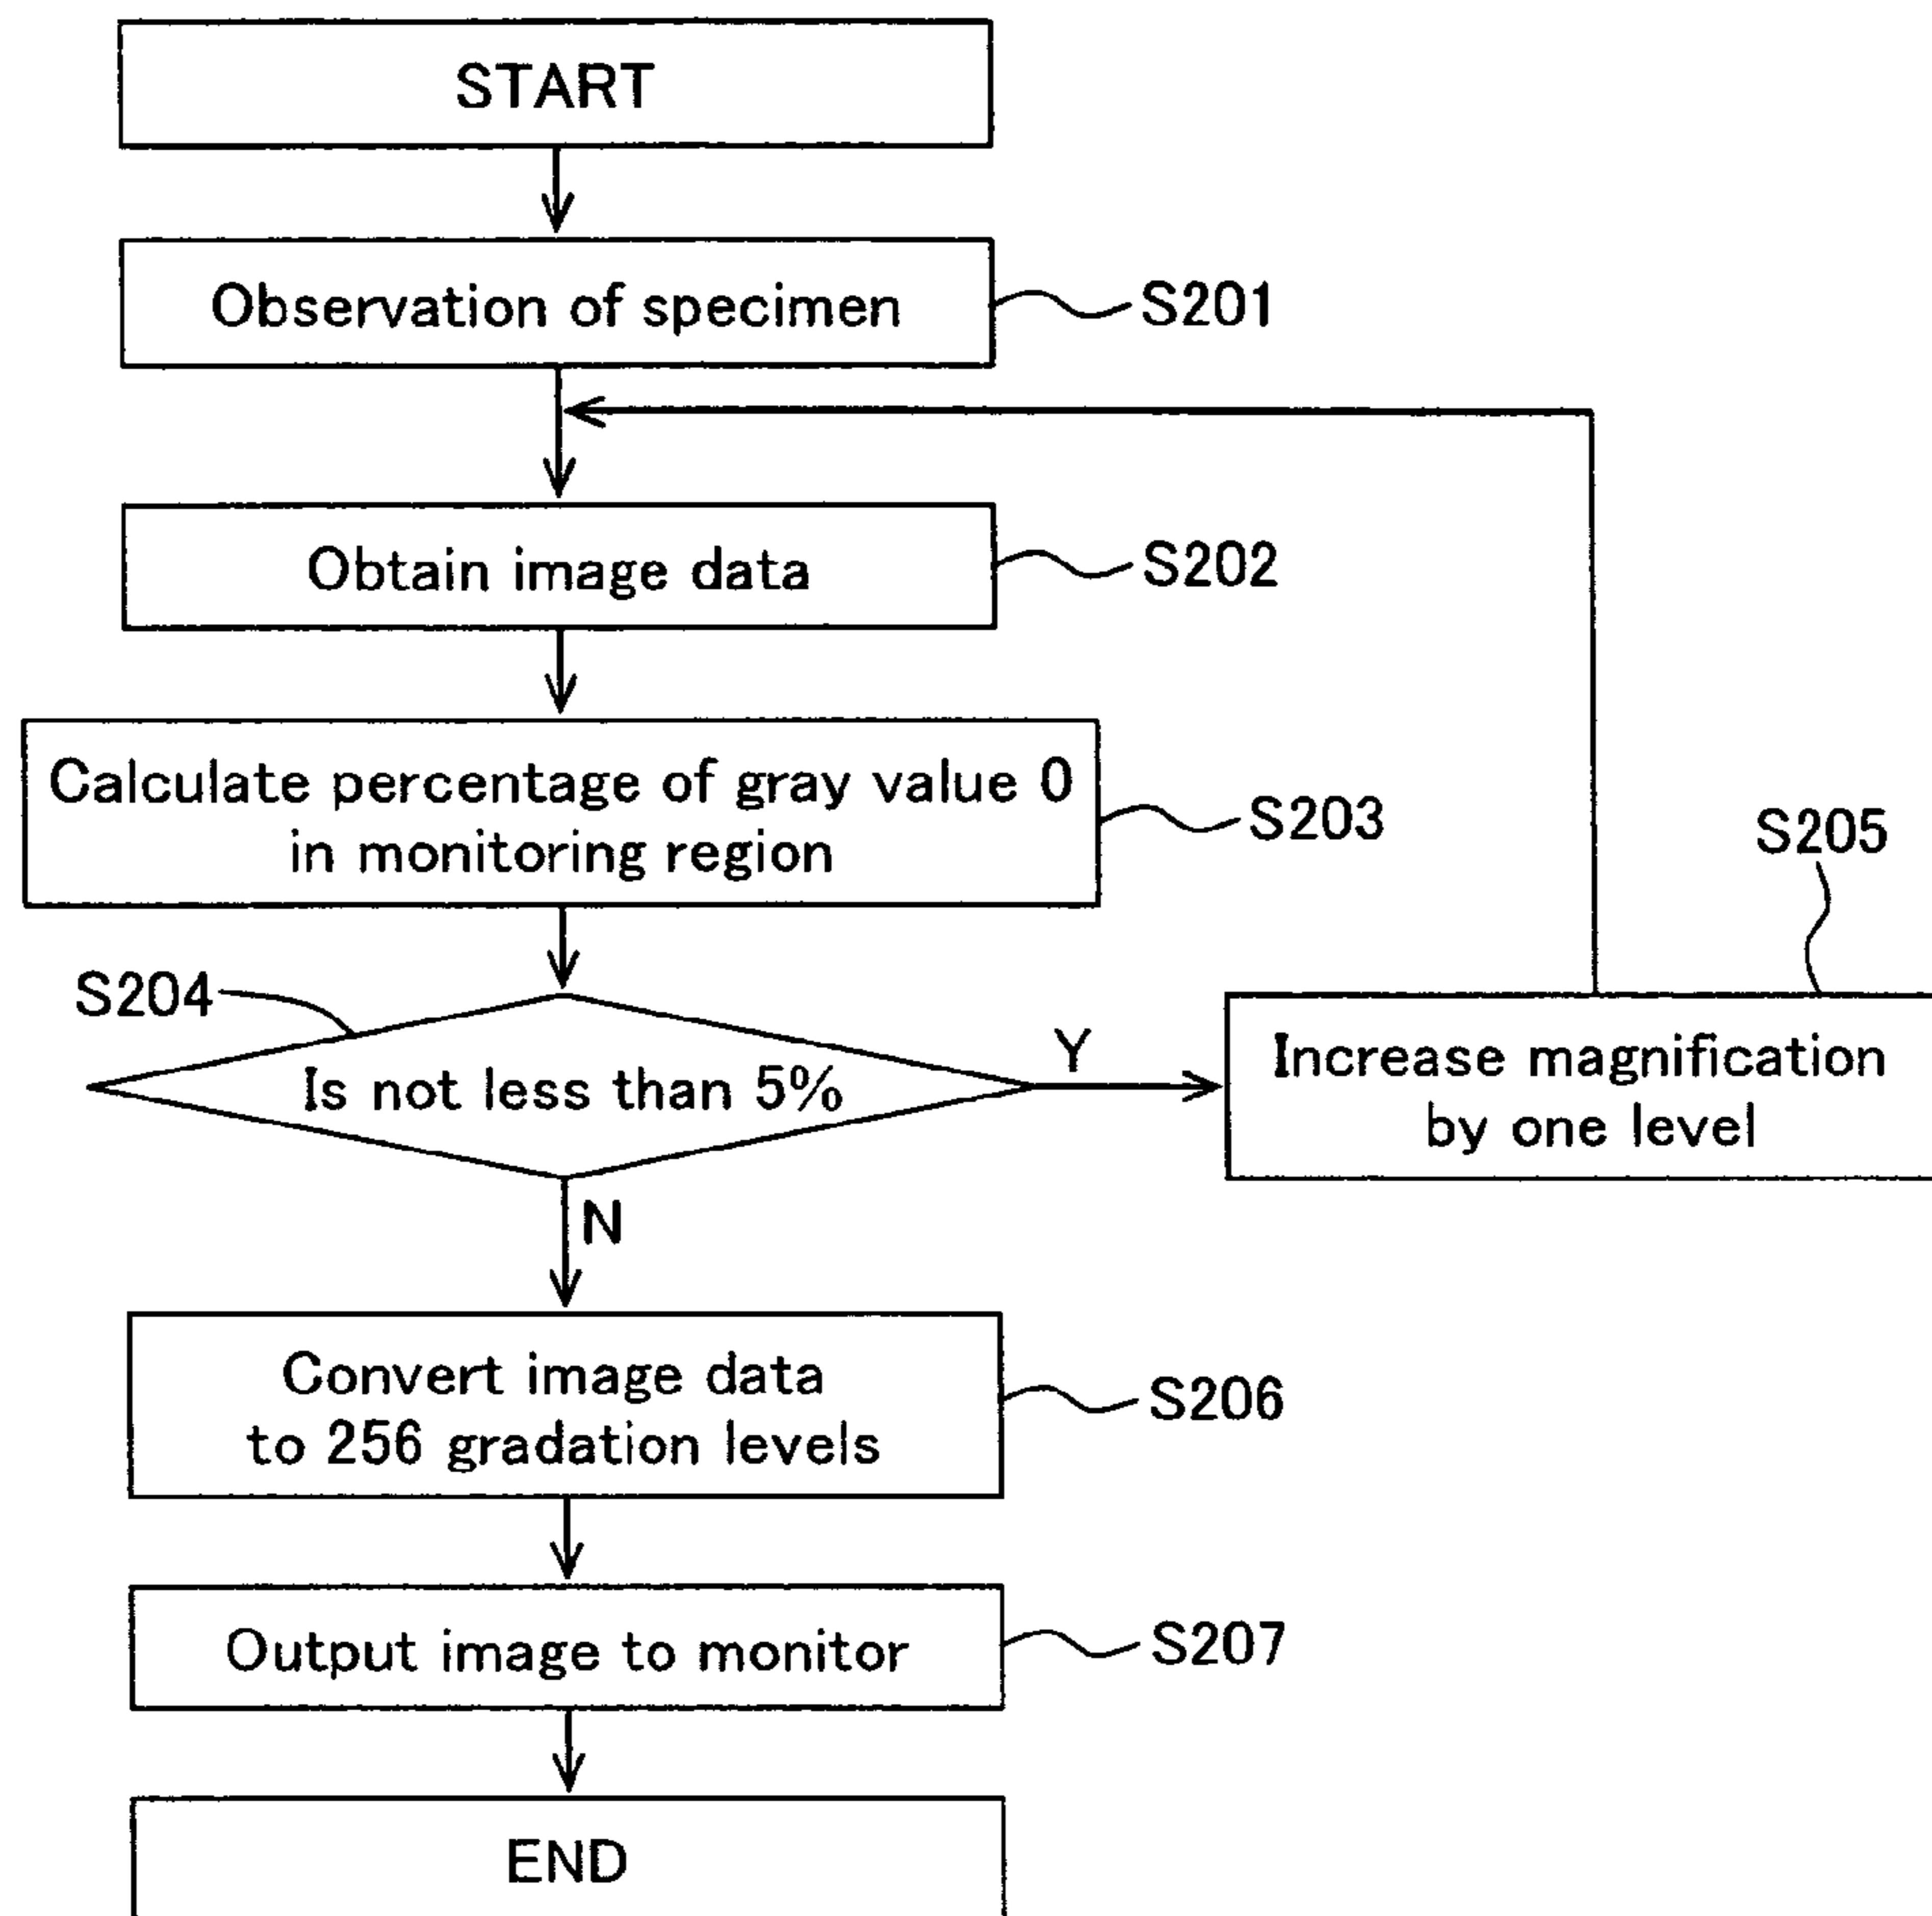 START
Observation of specimen
S201
Obtain image data
S202
Calculate percentage of gray value 0
in monitoring region
S203
S204
Is not less than 5%
Y
S205
Increase magnification
by one level
N
Convert image data
to 256 gradation levels
S206
Output image to monitor
S207
END